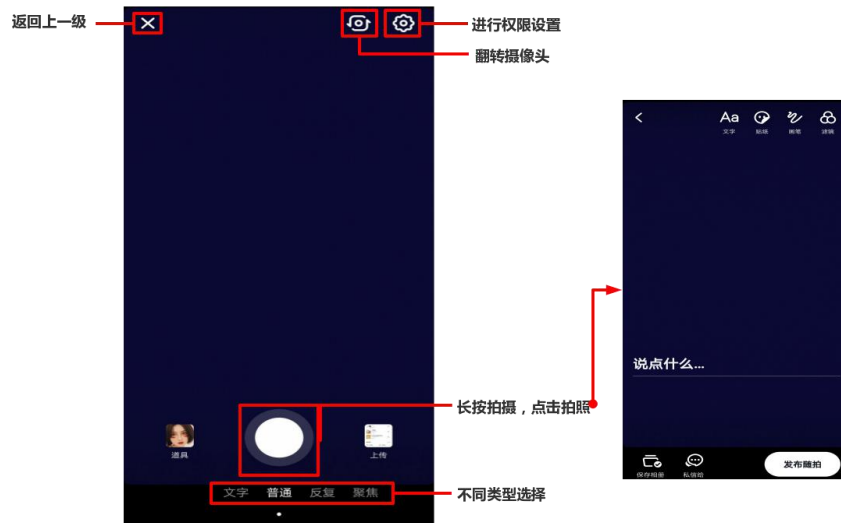 返回上一级
进行权限设置
翻转摄像头
Aa
文字
贴纸
画笔
滤镜
说点什么...
长按拍摄，点击拍照
道具
上传
保存相册
私信给
发布随拍
文字 普通 反复 聚焦
不同类型选择